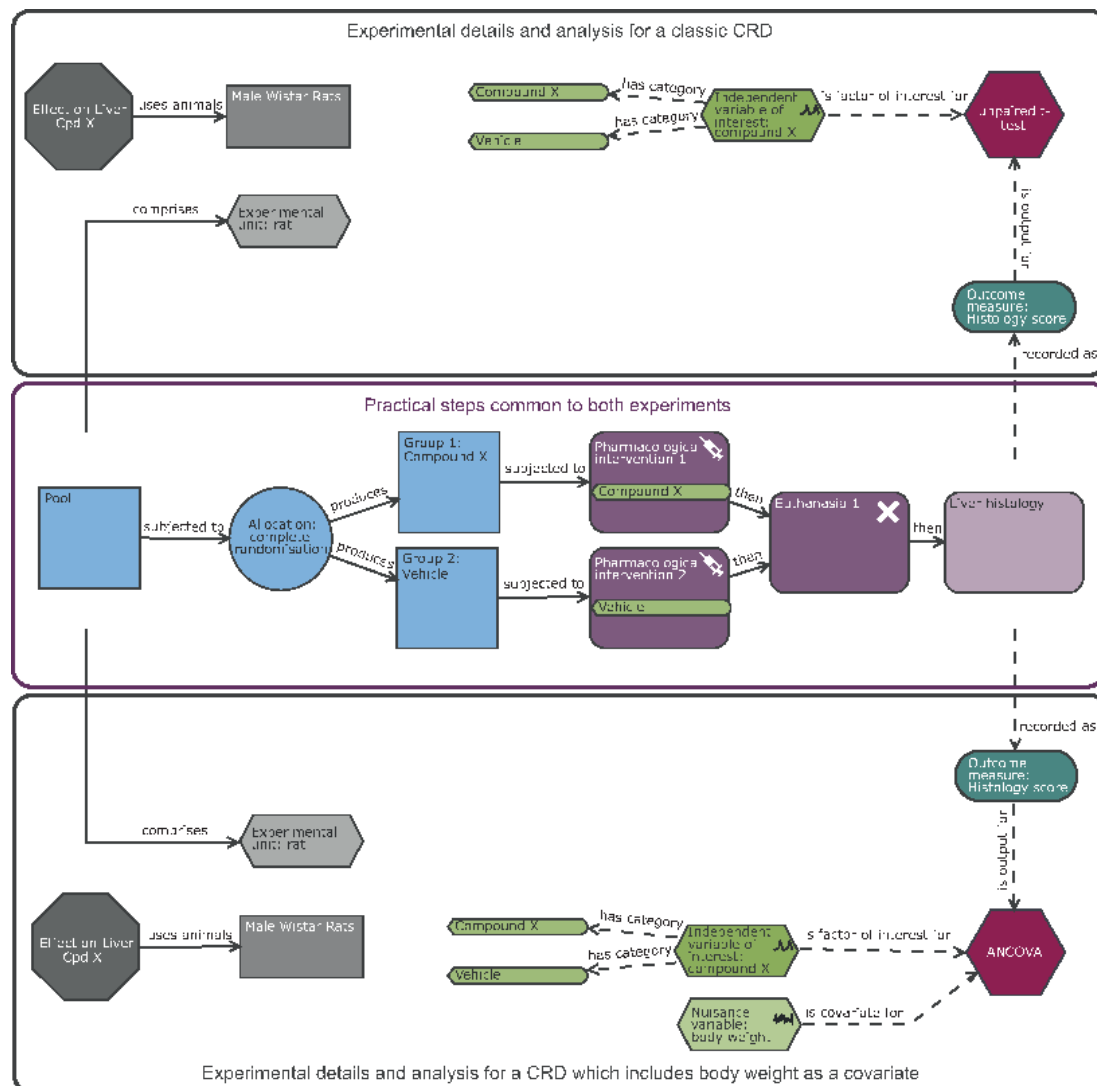 Experimental details and analysis for a classic CRD
Effect on Liver
Cpd X
uses animals
Male Wistar Rats
Compound X
Vehicle
has category
has category
Independent
variable of
interest:
compound X
is factor of interest for
unpaired t-
test
comprises
Experimental
unit: rat
is output for
Outcome
measure:
Histology score
recorded as
Practical steps common to both experiments
Pool
subjected to
Allocation:
complete
randomisation
produces
produces
Group 1:
Compound X
Group 2:
Vehicle
subjected to
subjected to
Pharmacologica
intervention 1
Compound X
Pharmacologica
intervention 2
Vehicle
then
then
Euthanasia 1
then
Liver histology
recorded as
Outcome
measure:
Histology score
is output for
comprises
Experimental
unit: rat
Effect on Liver
Cpd X
uses animals
Male Wistar Rats
Compound X
Vehicle
has category
has category
Independent
variable of
interest:
compound X
is factor of interest for
ANCOVA
Nuisance
variable:
body weight
is covariate for
Experimental details and analysis for a CRD which includes body weight as a covariate